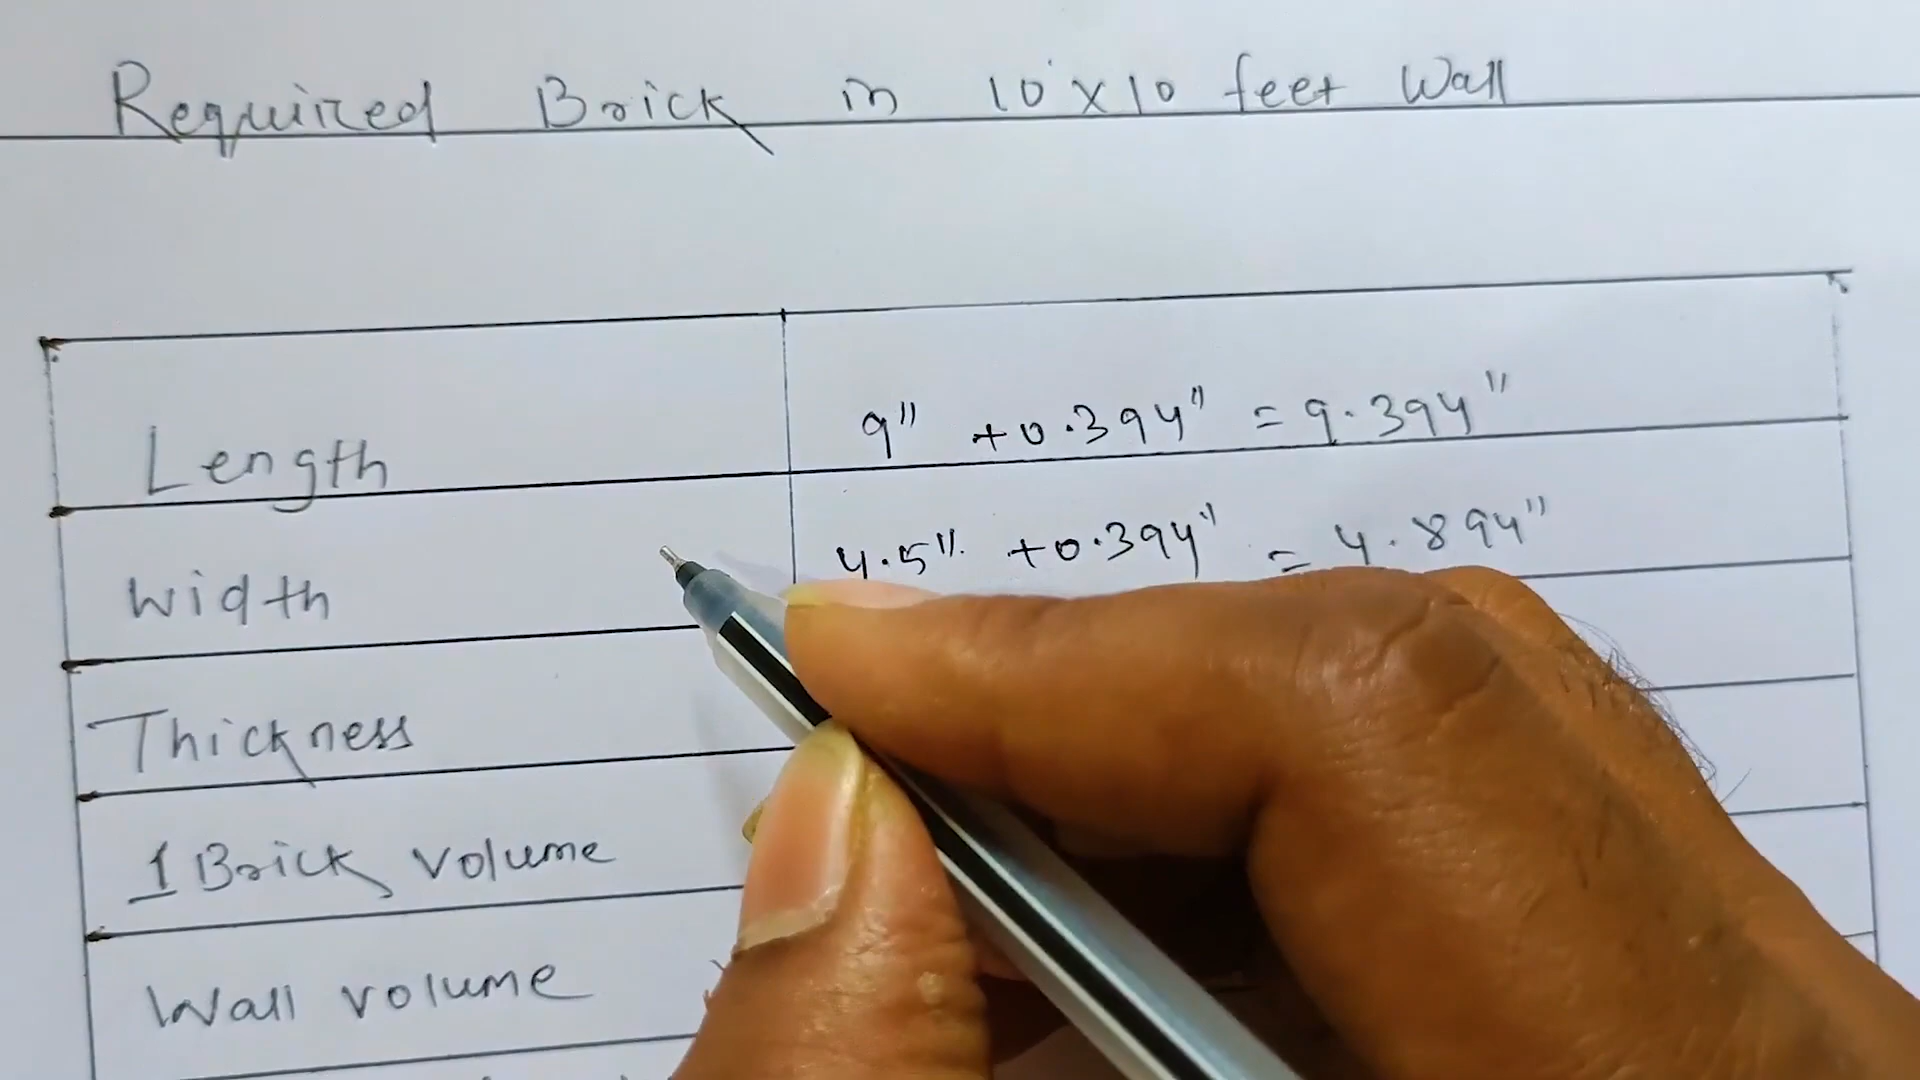 Required Brick in 10'x10 feet Wall
Length 9" +0.394" = 9.394"
Width 4.5" +0.394" = 4.894"
Thickness
1 Brick volume
Wall volume